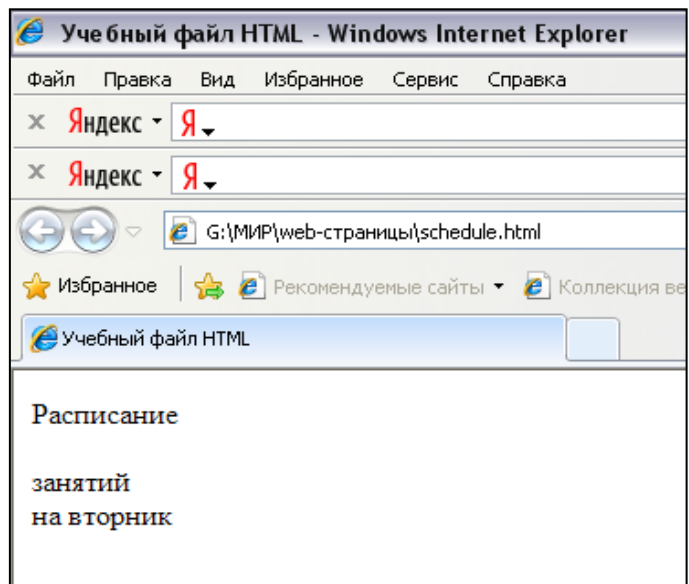 Учебный файл HTML - Windows Internet Explorer
Файл Правка Вид Избранное Сервис Справка
× Яндекс Я
× Яндекс Я
G:\МИР\web-страницы\schedule.html
Избранное Рекомендуемые сайты Коллекция ве
Учебный файл HTML
Расписание
занятий
на вторник